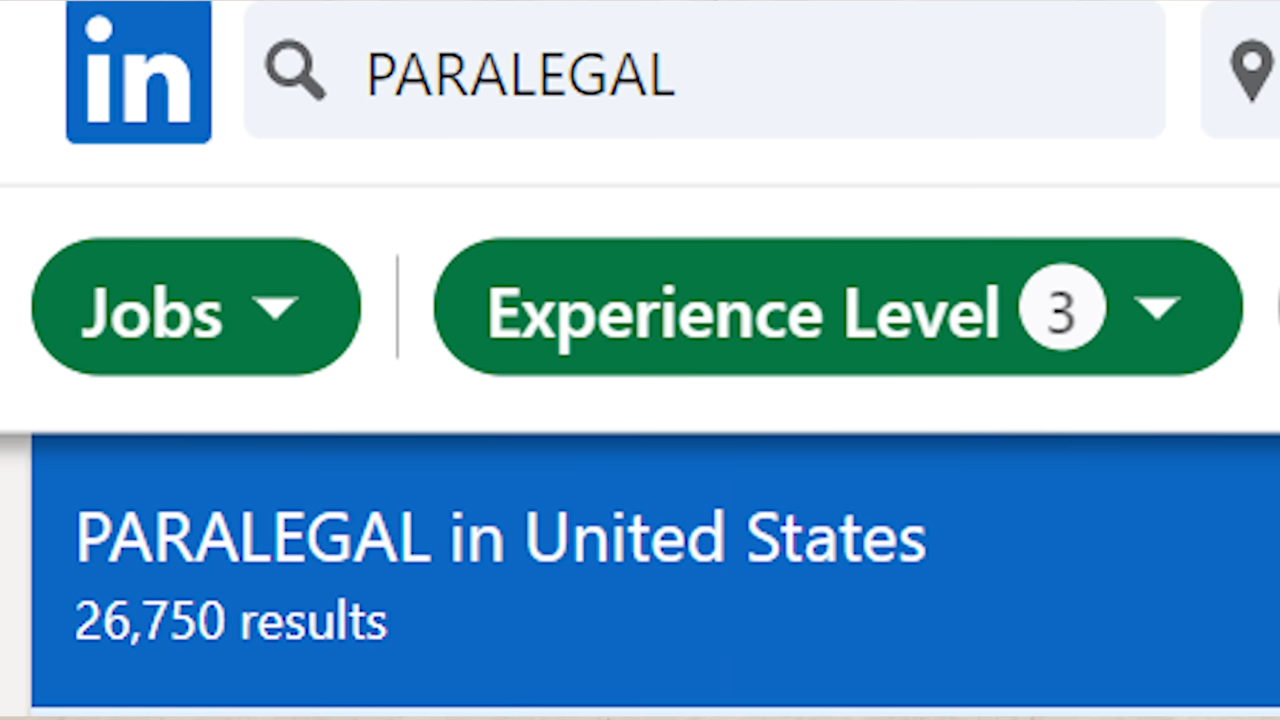 in PARALEGAL
Jobs Experience Level 3
PARALEGAL in United States
26,750 results